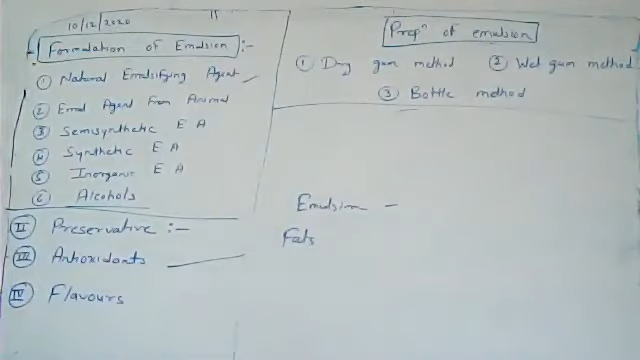 10/12/2020
Formulation of Emulsion :-
① Natural Emulsifying Agent
② Emul Agent From Animal
③ Semisynthetic E A
④ Synthetic E A
⑤ Inorganic E A
⑥ Alcohols
II Preservative :-
III Antioxidants
IV Flavours
Prepⁿ of emulsion
① Dry gum method ② Wet gum method
③ Bottle method
Emulsion -
Fats